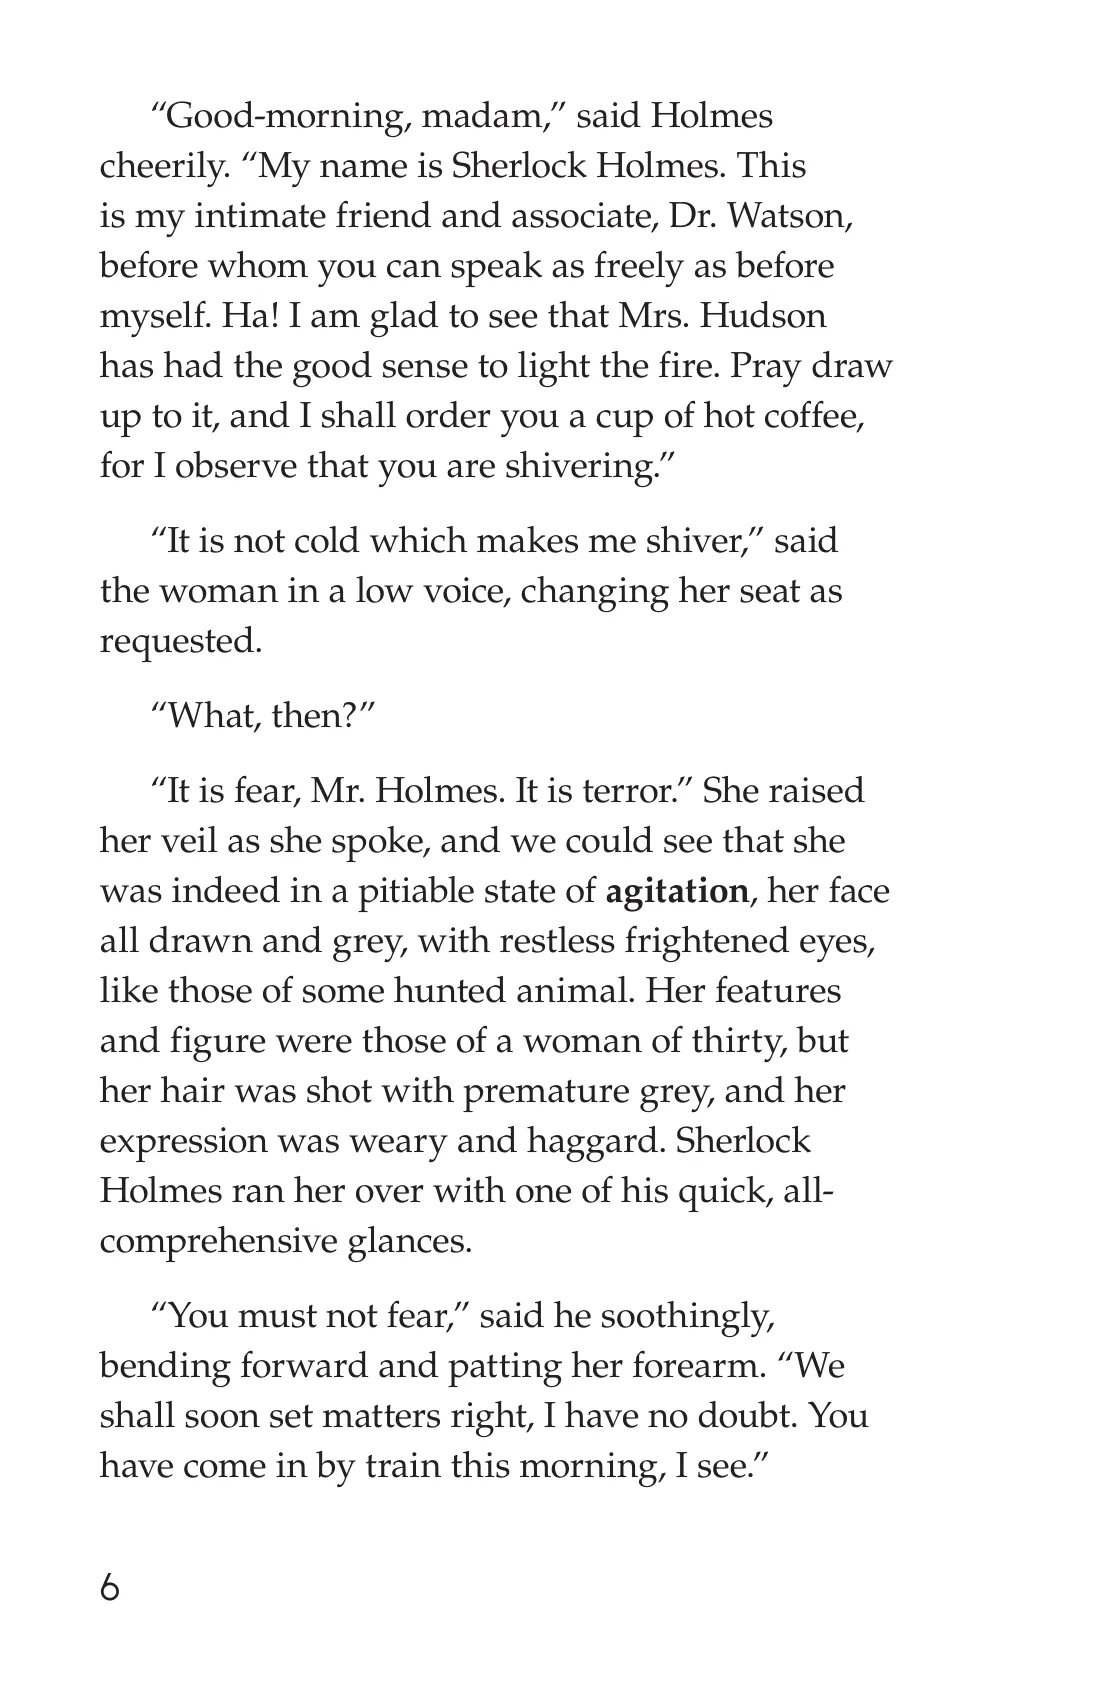 “Good-morning, madam,” said Holmes
cheerily. “My name is Sherlock Holmes. This
is my intimate friend and associate, Dr. Watson,
before whom you can speak as freely as before
myself. Ha! I am glad to see that Mrs. Hudson
has had the good sense to light the fire. Pray draw
up to it, and I shall order you a cup of hot coffee,
for I observe that you are shivering.”
“It is not cold which makes me shiver,” said
the woman in a low voice, changing her seat as
requested.
“What, then?”
“It is fear, Mr. Holmes. It is terror.” She raised
her veil as she spoke, and we could see that she
was indeed in a pitiable state of agitation, her face
all drawn and grey, with restless frightened eyes,
like those of some hunted animal. Her features
and figure were those of a woman of thirty, but
her hair was shot with premature grey, and her
expression was weary and haggard. Sherlock
Holmes ran her over with one of his quick, all-
comprehensive glances.
“You must not fear,” said he soothingly,
bending forward and patting her forearm. “We
shall soon set matters right, I have no doubt. You
have come in by train this morning, I see.”
6